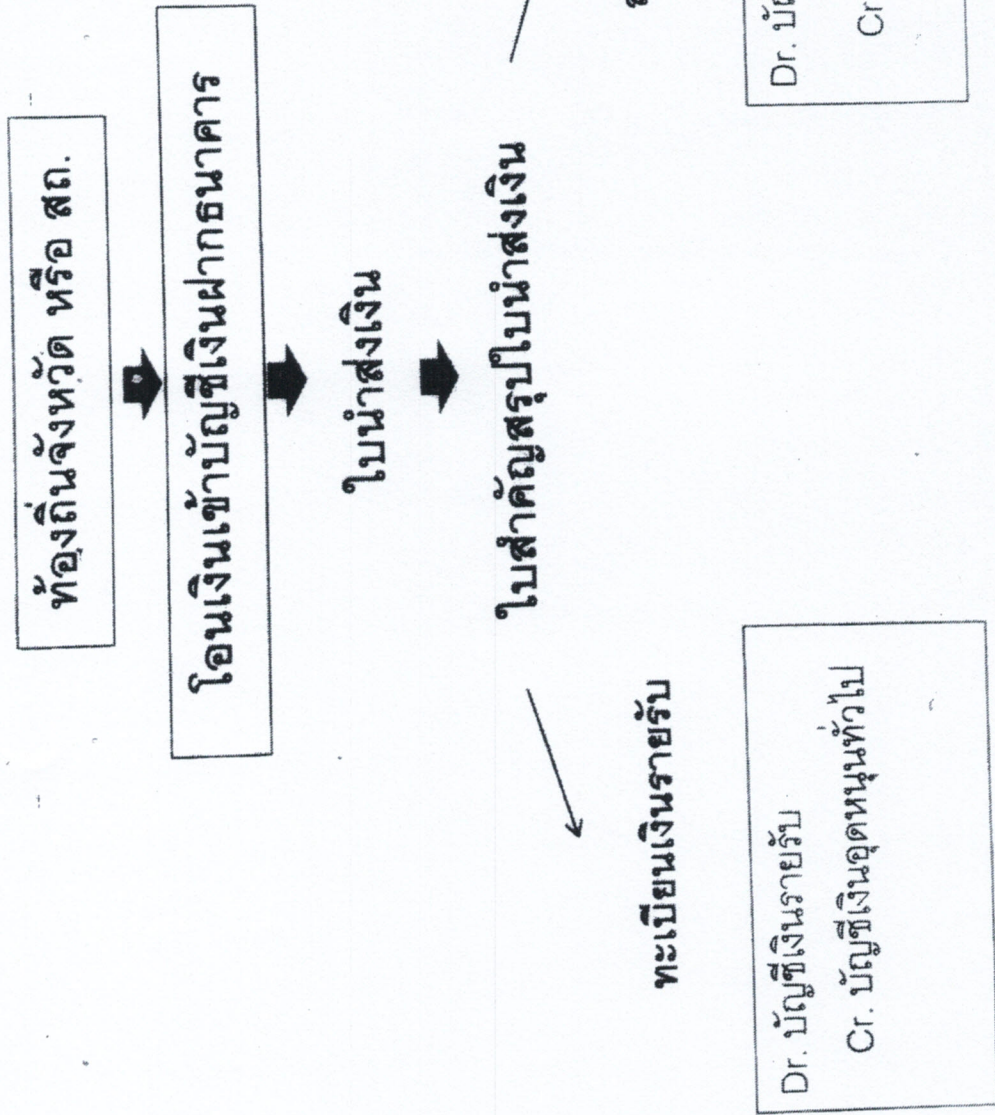 ท้องถิ่นจังหวัด หรือ สถ.
โอนเงินเข้าบัญชีเงินฝากธนาคาร
ใบนำส่งเงิน
ใบสำคัญสรุปใบนำส่งเงิน
ทะเบียนเงินรายรับ
Dr. บัญชีเงินรายรับ
Cr. บัญชีเงินอุดหนุนทั่วไป
Dr.
Cr